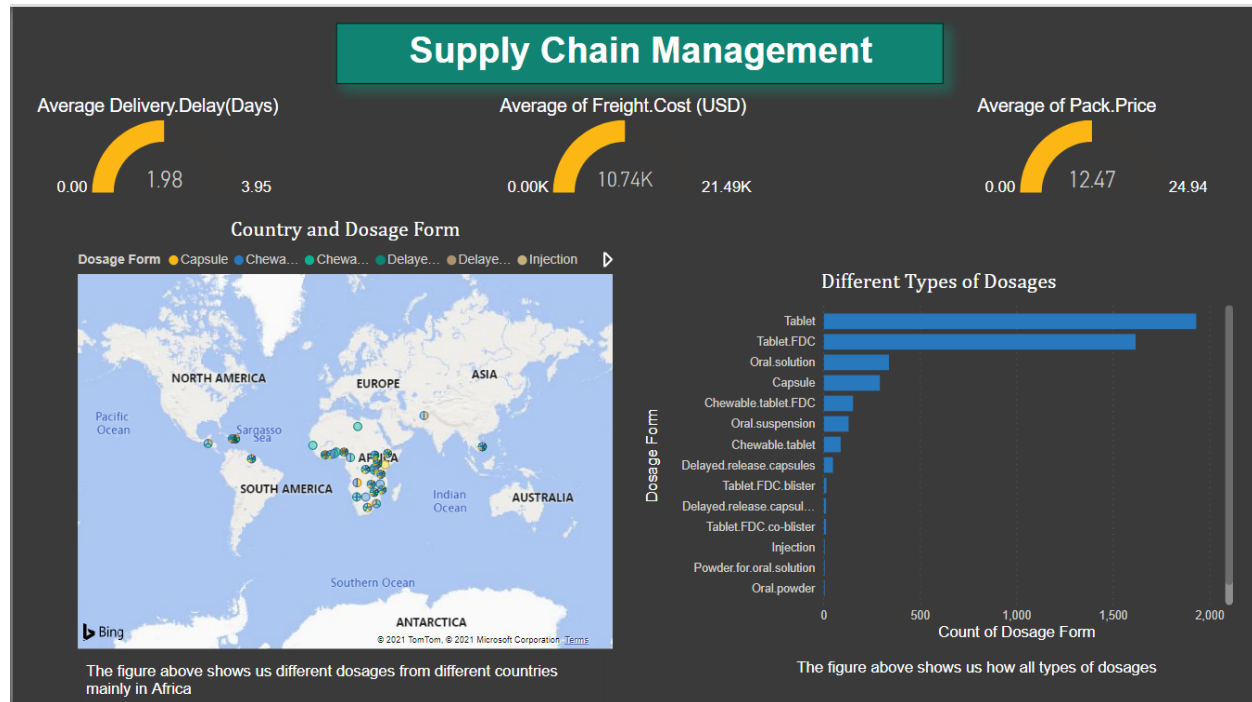 Supply Chain Management
Average Delivery.Delay(Days)
0.00
1.98
3.95
Average of Freight.Cost (USD)
0.00K
10.74K
21.49K
Average of Pack.Price
0.00
12.47
24.94
Country and Dosage Form
Dosage Form Capsule Chewa... Chewa... Delaye... Delaye... Injection
NORTH AMERICA
EUROPE
ASIA
Pacific
Ocean
Sargasso
Sea
AFRICA
SOUTH AMERICA
Indian
Ocean
AUSTRALIA
Southern Ocean
ANTARCTICA
Bing
© 2021 TomTom, © 2021 Microsoft Corporation Terms
The figure above shows us different dosages from different countries
mainly in Africa
Different Types of Dosages
Dosage Form
Tablet
Tablet.FDC
Oral.solution
Capsule
Chewable.tablet.FDC
Oral.suspension
Chewable.tablet
Delayed.release.capsules
Tablet.FDC.blister
Delayed.release.capsul...
Tablet.FDC.co-blister
Injection
Powder.for.oral.solution
Oral.powder
0 500 1,000 1,500 2,000
Count of Dosage Form
The figure above shows us how all types of dosages